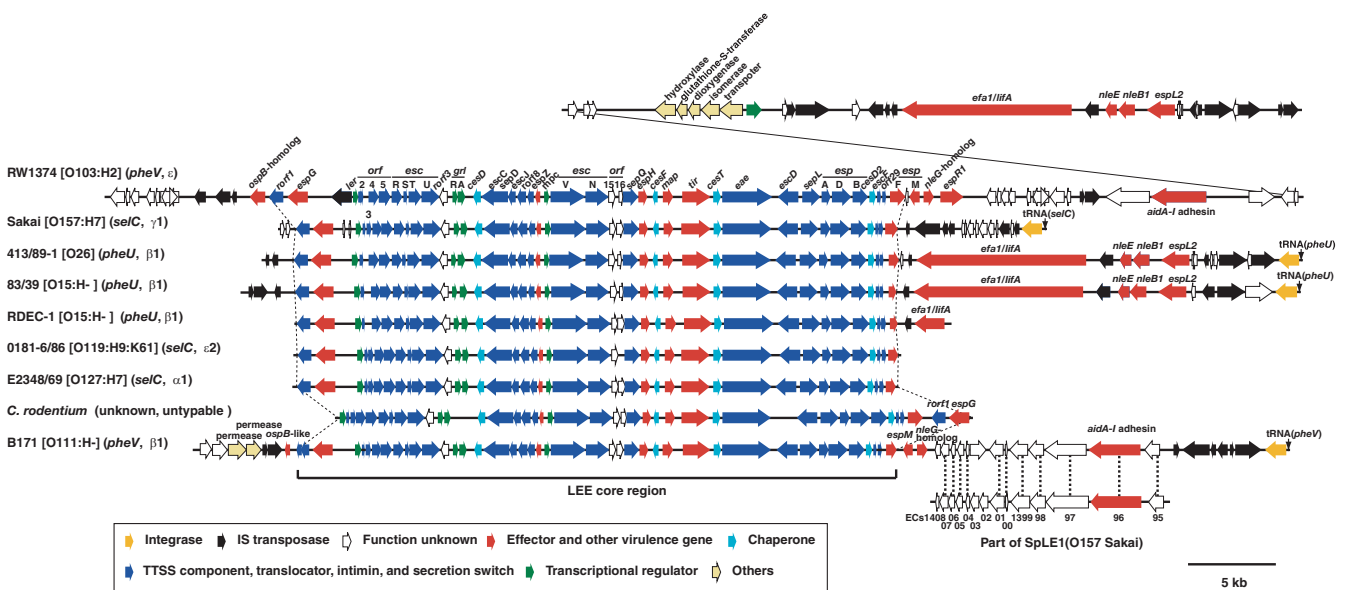 hydroxylase
glutathione-S-transferase
dioxygenase
isomerase
transpoter
efa1/lifA
nleE nleB1 espL2
RW1374 [O103:H2] (pheV, ε)
ospB-homolog
rorf1
espG
ler
orf
2 4 5
3
esc
R S T U
rorf3
grl
R A
cesD
escC
sepD
escJ
rorf8
espZ
mpc
esc
V N
orf
15 16
sepQ
espH
cesF
map
tir
cesT
eae
escD
sepL
esp
A D B
cesD2
escF
orf29
esp
F M
nleG-homolog
espR1
aidA-I adhesin
Sakai [O157:H7] (selC, γ1)
tRNA(selC)
413/89-1 [O26] (pheU, β1)
efa1/lifA
nleE nleB1 espL2
tRNA(pheU)
83/39 [O15:H- ] (pheU, β1)
efa1/lifA
nleE nleB1 espL2
tRNA(pheU)
RDEC-1 [O15:H- ] (pheU, β1)
efa1/lifA
0181-6/86 [O119:H9:K61] (selC, ε2)
E2348/69 [O127:H7] (selC, α1)
C. rodentium (unknown, untypable )
rorf1 espG
B171 [O111:H-] (pheV, β1)
permease
permease
ospB-like
espM
nleG-
homolog
aidA-I adhesin
tRNA(pheV)
LEE core region
ECs1408 06 04 02 01 1399 98 97 96 95
07 05 03 00
Part of SpLE1(O157 Sakai)
Integrase
IS transposase
Function unknown
Effector and other virulence gene
Chaperone
TTSS component, translocator, intimin, and secretion switch
Transcriptional regulator
Others
5 kb